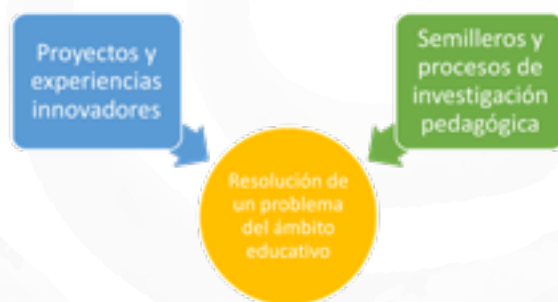 Proyectos y
experiencias
innovadores
Semilleros y
procesos de
investigación
pedagógica
Resolución de
un problema
del ámbito
educativo